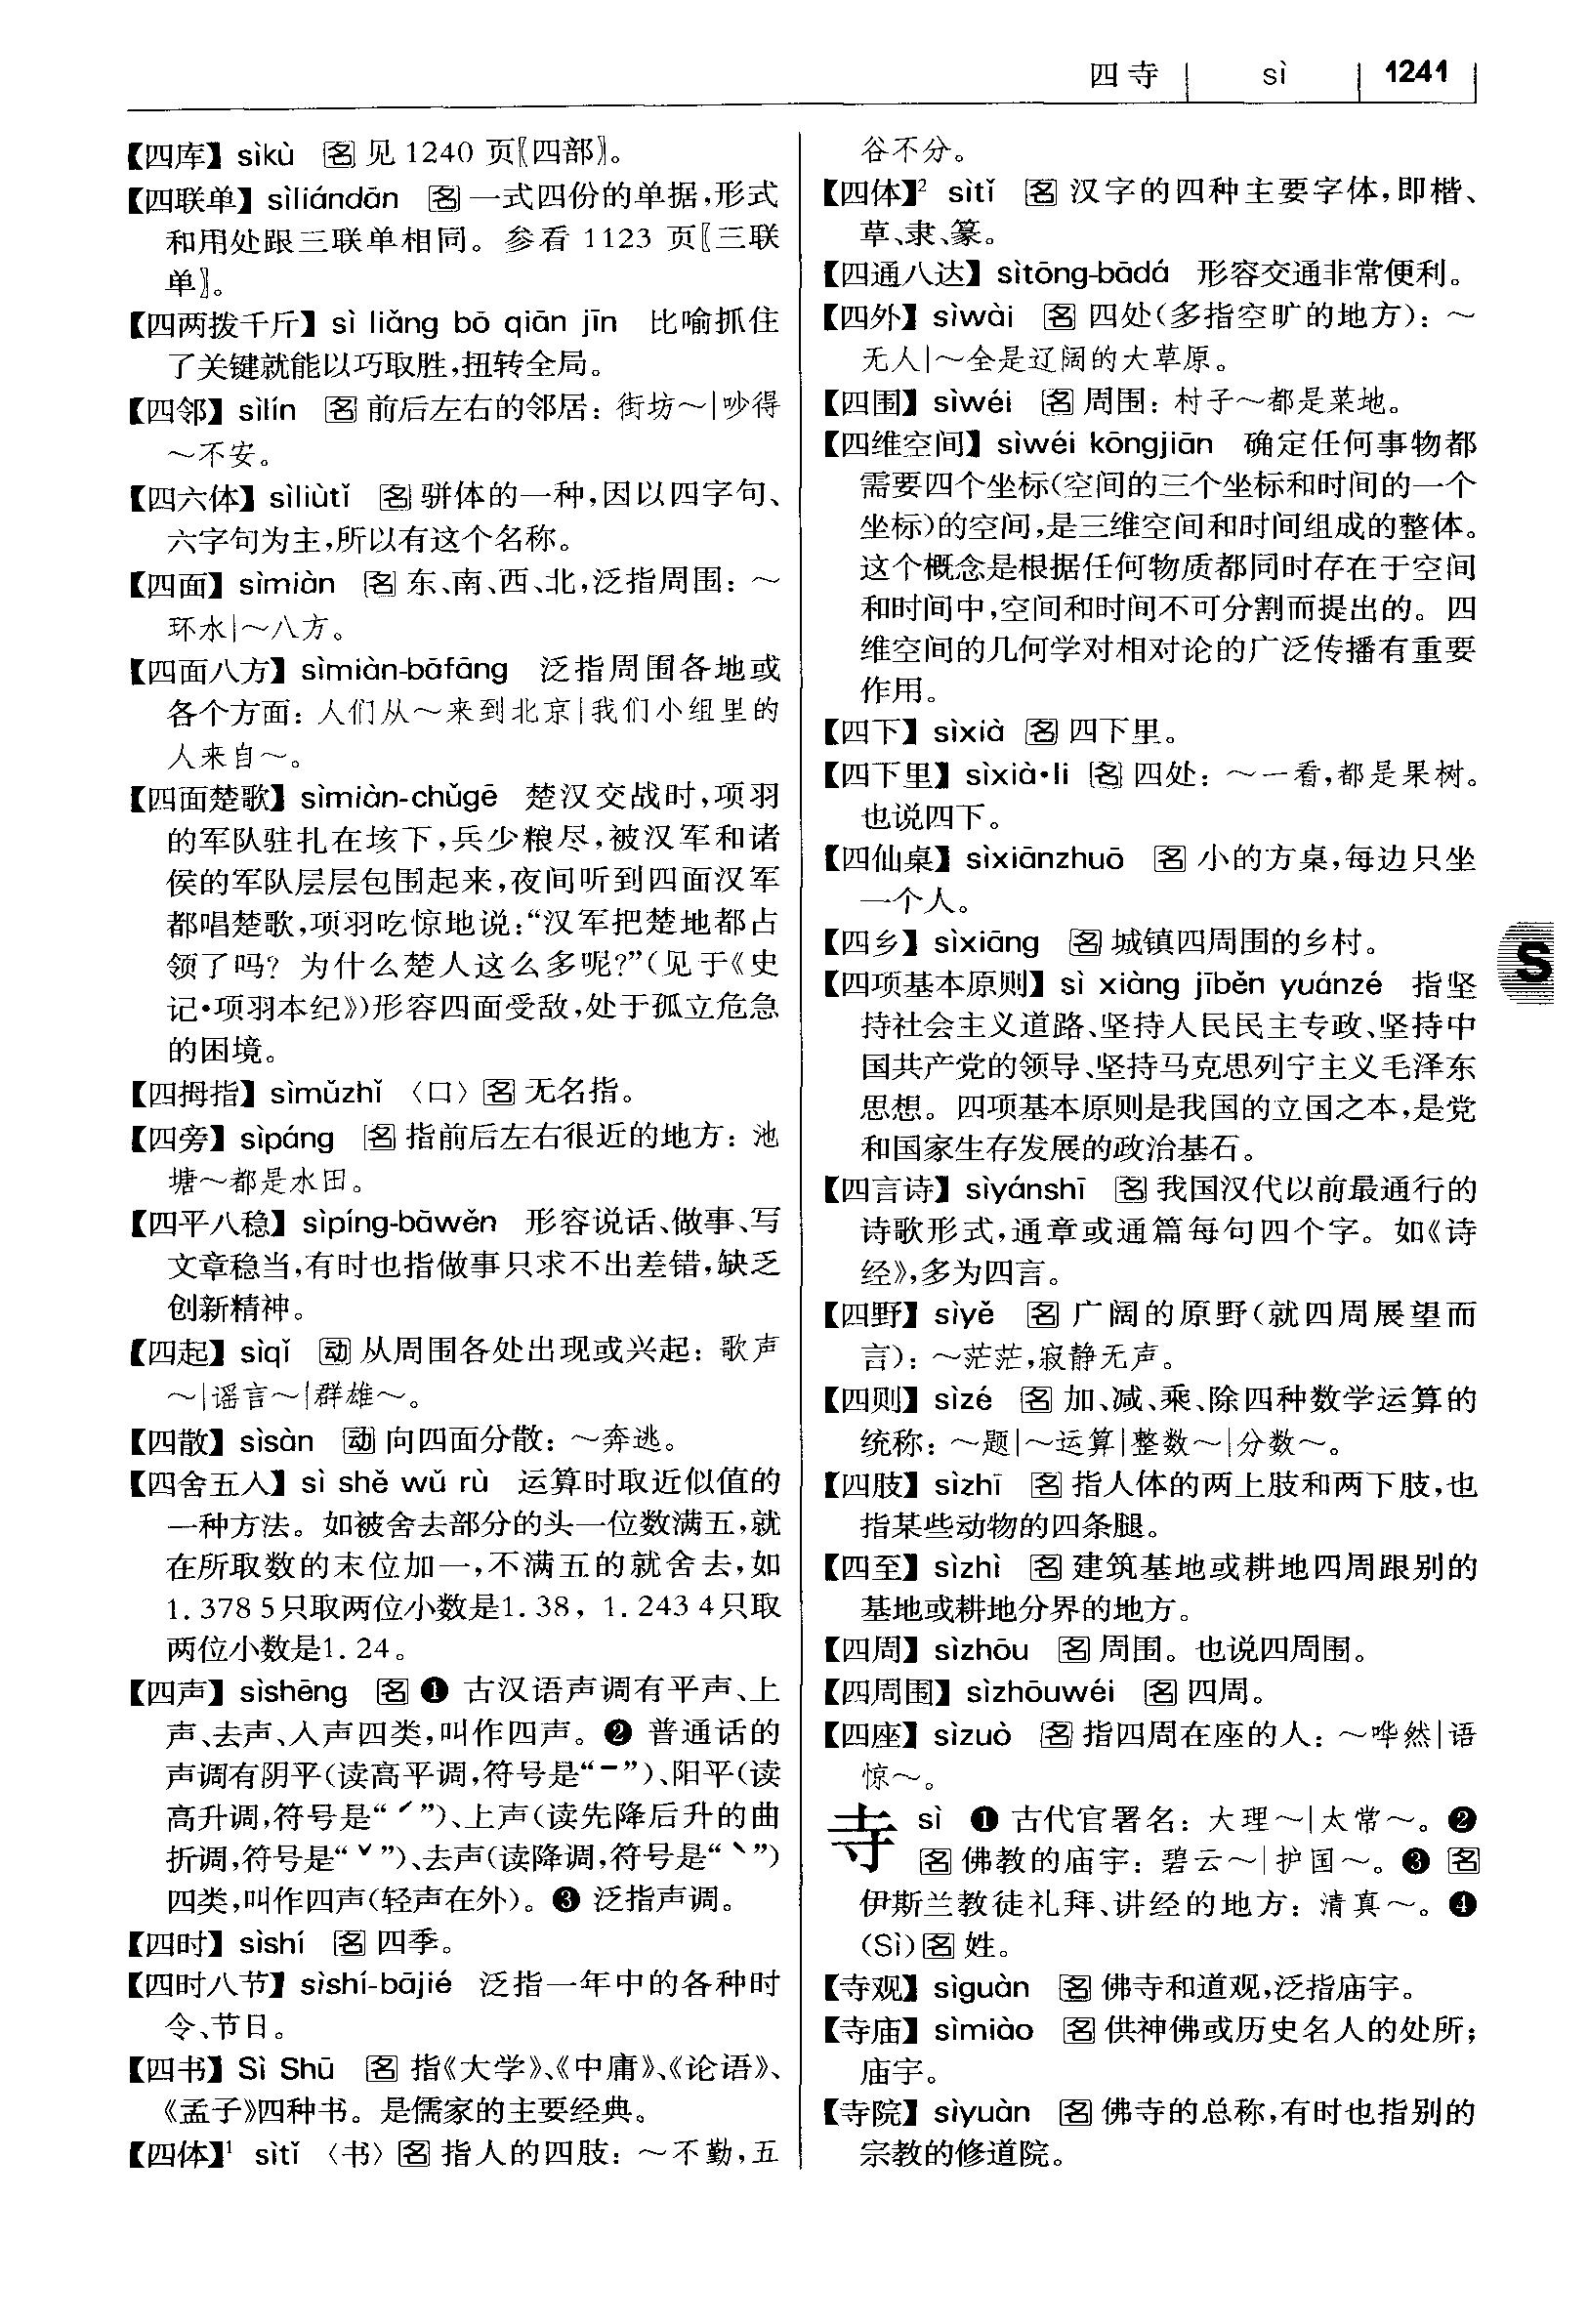 四寺 sì 1241
【四库】sìkù 名 见1240页〖四部〗。
【四联单】sìliándān 名 一式四份的单据,形式
和用处跟三联单相同。参看1123页〖三联
单〗。
【四两拨千斤】sì liǎng bō qiān jīn 比喻抓住
了关键就能以巧取胜,扭转全局。
【四邻】sìlín 名 前后左右的邻居：街坊～|吵得
～不安。
【四六体】sìliùtǐ 名 骈体的一种,因以四字句、
六字句为主,所以有这个名称。
【四面】sìmiàn 名 东、南、西、北,泛指周围：～
环水|～八方。
【四面八方】sìmiàn-bāfāng 泛指周围各地或
各个方面：人们从～来到北京|我们小组里的
人来自～。
【四面楚歌】sìmiàn-chǔgē 楚汉交战时,项羽
的军队驻扎在垓下,兵少粮尽,被汉军和诸
侯的军队层层包围起来,夜间听到四面汉军
都唱楚歌,项羽吃惊地说:“汉军把楚地都占
领了吗? 为什么楚人这么多呢?”(见于《史
记·项羽本纪》)形容四面受敌,处于孤立危急
的困境。
【四拇指】sìmǔzhǐ 〈口〉名 无名指。
【四旁】sìpáng 名 指前后左右很近的地方：池
塘～都是水田。
【四平八稳】sìpíng-bāwěn 形容说话、做事、写
文章稳当,有时也指做事只求不出差错,缺乏
创新精神。
【四起】sìqǐ 动 从周围各处出现或兴起：歌声
～|谣言～|群雄～。
【四散】sìsàn 动 向四面分散：～奔逃。
【四舍五入】sì shě wǔ rù 运算时取近似值的
一种方法。如被舍去部分的头一位数满五,就
在所取数的末位加一,不满五的就舍去,如
1.378 5只取两位小数是1.38, 1.243 4只取
两位小数是1.24。
【四声】sìshēng 名 ❶ 古汉语声调有平声、上
声、去声、入声四类,叫作四声。❷ 普通话的
声调有阴平(读高平调,符号是“ˉ”)、阳平(读
高升调,符号是“ˊ”)、上声(读先降后升的曲
折调,符号是“ˇ”)、去声(读降调,符号是“ˋ”)
四类,叫作四声(轻声在外)。❸ 泛指声调。
【四时】sìshí 名 四季。
【四时八节】sìshí-bājié 泛指一年中的各种时
令、节日。
【四书】Sì Shū 名 指《大学》、《中庸》、《论语》、
《孟子》四种书。是儒家的主要经典。
【四体】¹ sìtǐ 〈书〉名 指人的四肢：～不勤,五
谷不分。
【四体】² sìtǐ 名 汉字的四种主要字体,即楷、
草、隶、篆。
【四通八达】sìtōng-bādá 形容交通非常便利。
【四外】sìwài 名 四处(多指空旷的地方)：～
无人|～全是辽阔的大草原。
【四围】sìwéi 名 周围：村子～都是菜地。
【四维空间】sìwéi kōngjiān 确定任何事物都
需要四个坐标(空间的三个坐标和时间的一个
坐标)的空间,是三维空间和时间组成的整体。
这个概念是根据任何物质都同时存在于空间
和时间中,空间和时间不可分割而提出的。四
维空间的几何学对相对论的广泛传播有重要
作用。
【四下】sìxià 名 四下里。
【四下里】sìxià·li 名 四处：～一看,都是果树。
也说四下。
【四仙桌】sìxiānzhuō 名 小的方桌,每边只坐
一个人。
【四乡】sìxiāng 名 城镇四周围的乡村。
【四项基本原则】sì xiàng jīběn yuánzé 指坚
持社会主义道路、坚持人民民主专政、坚持中
国共产党的领导、坚持马克思列宁主义毛泽东
思想。四项基本原则是我国的立国之本,是党
和国家生存发展的政治基石。
【四言诗】sìyánshī 名 我国汉代以前最通行的
诗歌形式,通章或通篇每句四个字。如《诗
经》,多为四言。
【四野】sìyě 名 广阔的原野(就四周展望而
言)：～茫茫,寂静无声。
【四则】sìzé 名 加、减、乘、除四种数学运算的
统称：～题|～运算|整数～|分数～。
【四肢】sìzhī 名 指人体的两上肢和两下肢,也
指某些动物的四条腿。
【四至】sìzhì 名 建筑基地或耕地四周跟别的
基地或耕地分界的地方。
【四周】sìzhōu 名 周围。也说四周围。
【四周围】sìzhōuwéi 名 四周。
【四座】sìzuò 名 指四周在座的人：～哗然|语
惊～。
寺 sì ❶ 古代官署名：大理～|太常～。❷
名 佛教的庙宇：碧云～|护国～。❸ 名
伊斯兰教徒礼拜、讲经的地方：清真～。❹
(Sì)名 姓。
【寺观】sìguàn 名 佛寺和道观,泛指庙宇。
【寺庙】sìmiào 名 供神佛或历史名人的处所；
庙宇。
【寺院】sìyuàn 名 佛寺的总称,有时也指别的
宗教的修道院。
S